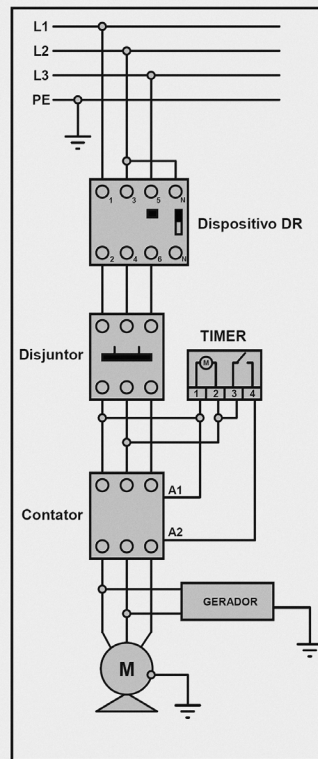 L1
L2
L3
PE
1 3 5 N
Dispositivo DR
2 4 6 N
TIMER
Disjuntor
M
1 2 3 4
A1
Contator
A2
GERADOR
M